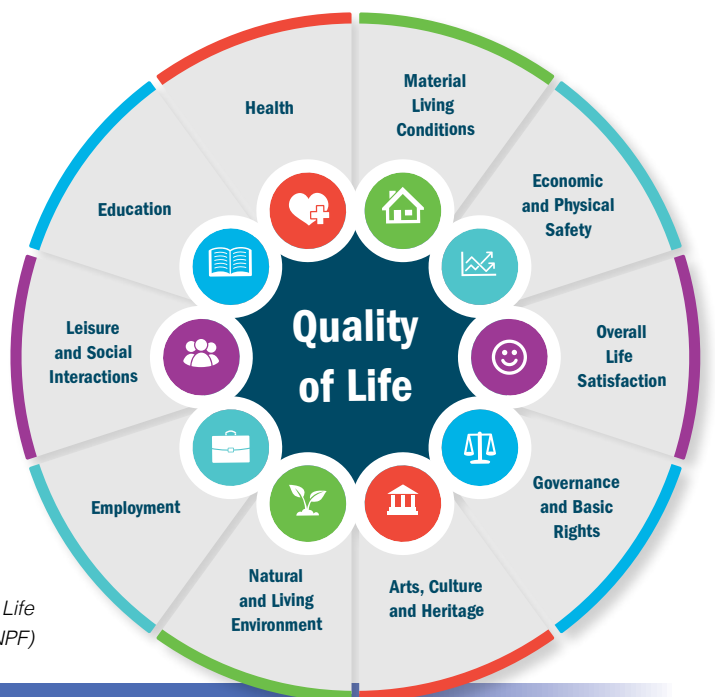 Health
Material
Living
Conditions
Education
Economic
and Physical
Safety
Quality
of Life
Leisure
and Social
Interactions
Overall
Life
Satisfaction
Employment
Governance
and Basic
Rights
Natural
and Living
Environment
Arts, Culture
and Heritage
Life
NPF)